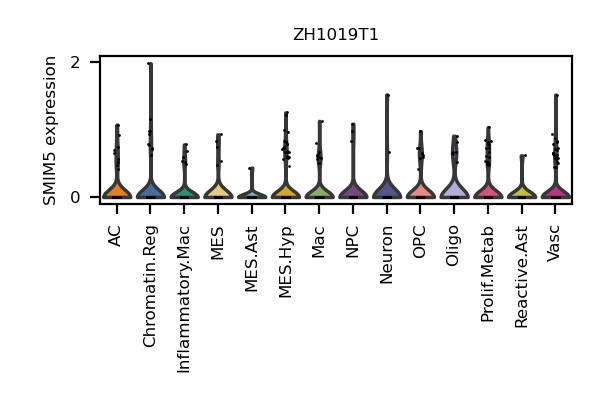 ZH1019T1
SMIM5 expression
2
0
AC
Chromatin.Reg
Inflammatory.Mac
MES
MES.Ast
MES.Hyp
Mac
NPC
Neuron
OPC
Oligo
Prolif.Metab
Reactive.Ast
Vasc